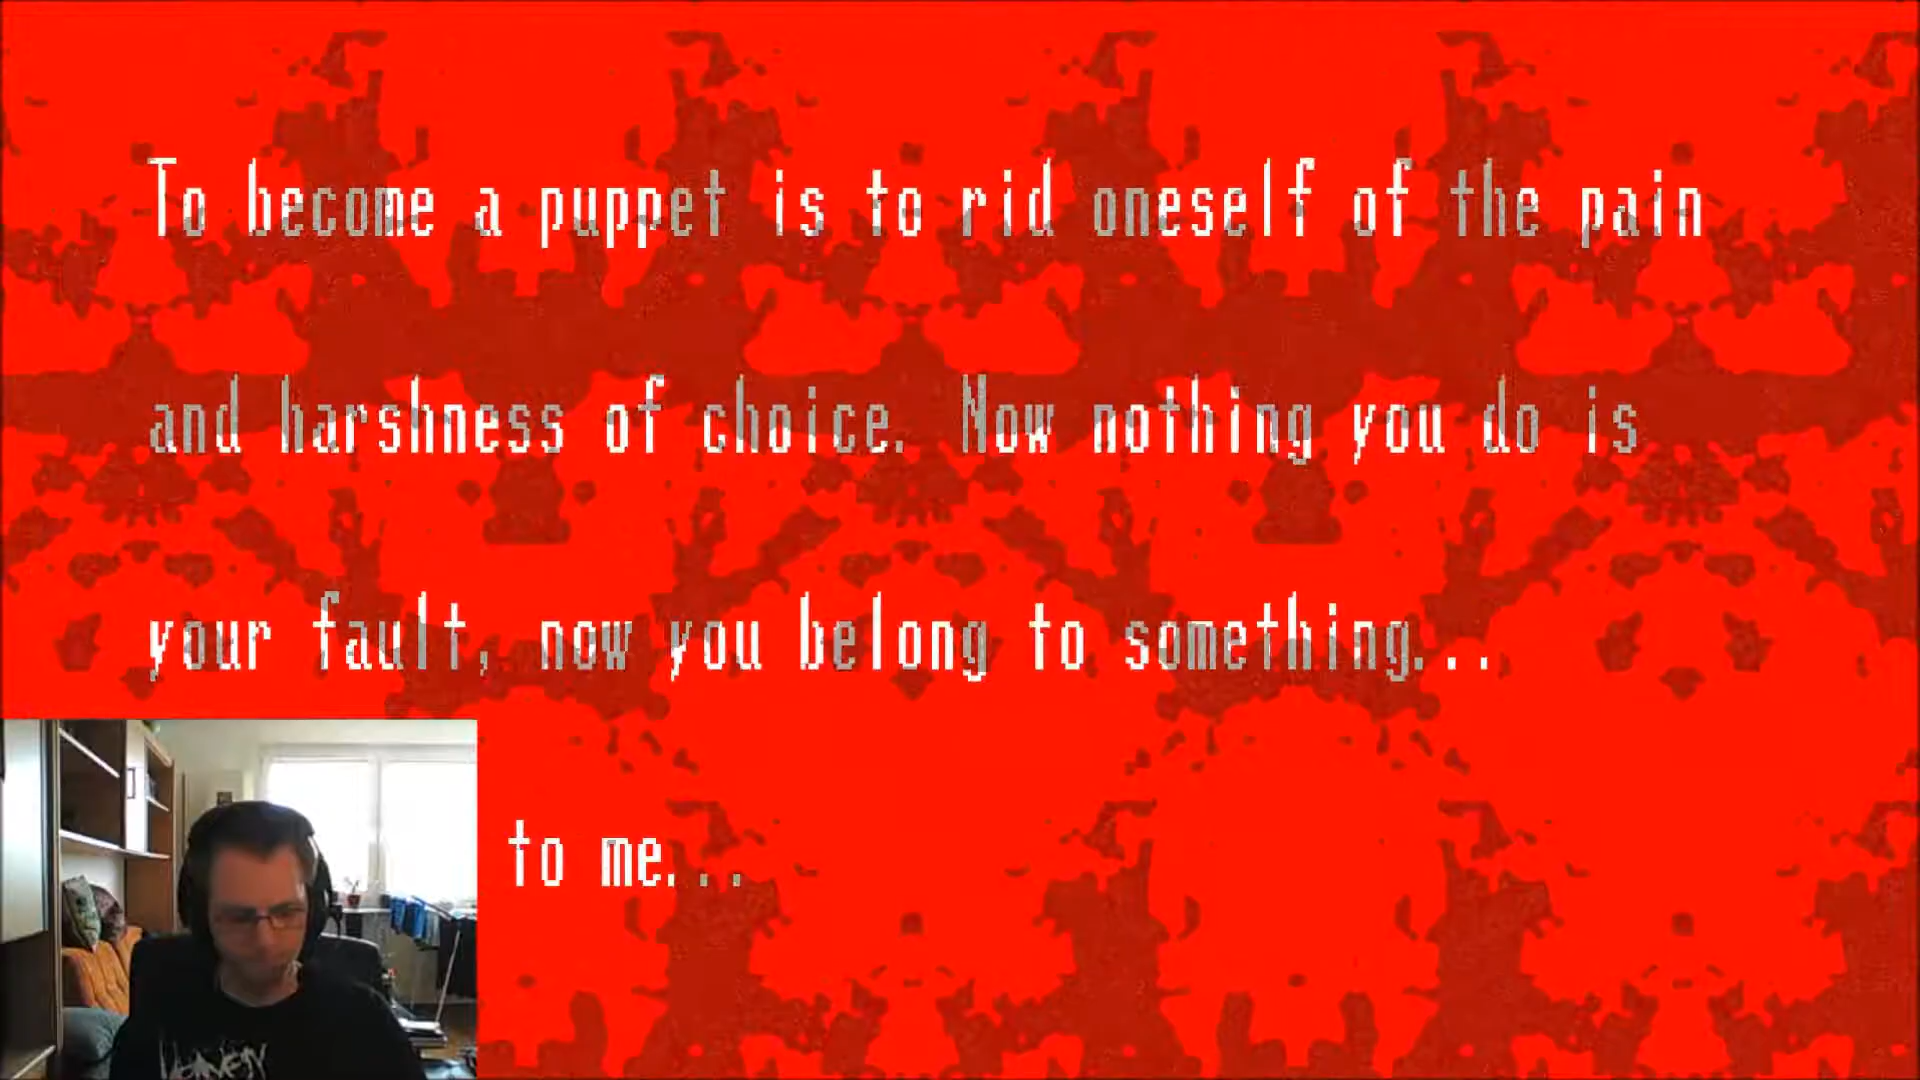 To become a puppet is to rid oneself of the pain
and harshness of choice. Now nothing you do is
your fault, now you belong to something...
to me...